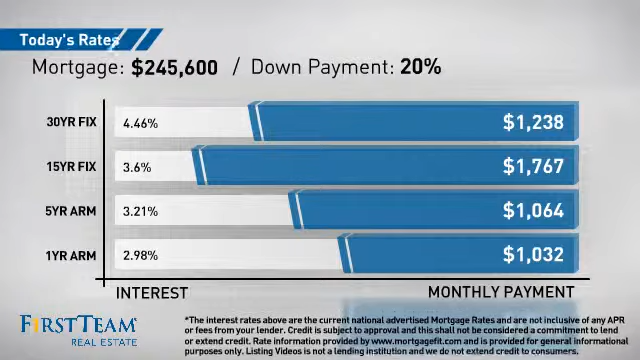 Today's Rates
Mortgage: $245,600 / Down Payment: 20%
30YR FIX 4.46% $1,238
15YR FIX 3.6% $1,767
5YR ARM 3.21% $1,064
1YR ARM 2.98% $1,032
INTEREST MONTHLY PAYMENT
FIRSTTEAM®
REAL ESTATE
*The interest rates above are the current national advertised Mortgage Rates and are not inclusive of any APR
or fees from your lender. Credit is subject to approval and this shall not be considered a commitment to lend
or extend credit. Rate information provided by www.mortgagefit.com and is provided for general informational
purposes only. Listing Videos is not a lending institution and we do not extend credit to consumers.